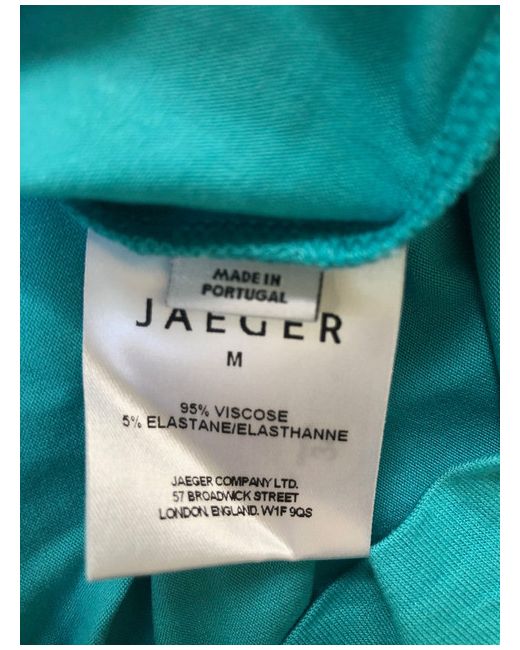 MADE IN
PORTUGAL
JAEGER
M
95% VISCOSE
5% ELASTANE/ELASTHANNE
JAEGER COMPANY LTD.
57 BROADWICK STREET
LONDON, ENGLAND. W1F 9QS